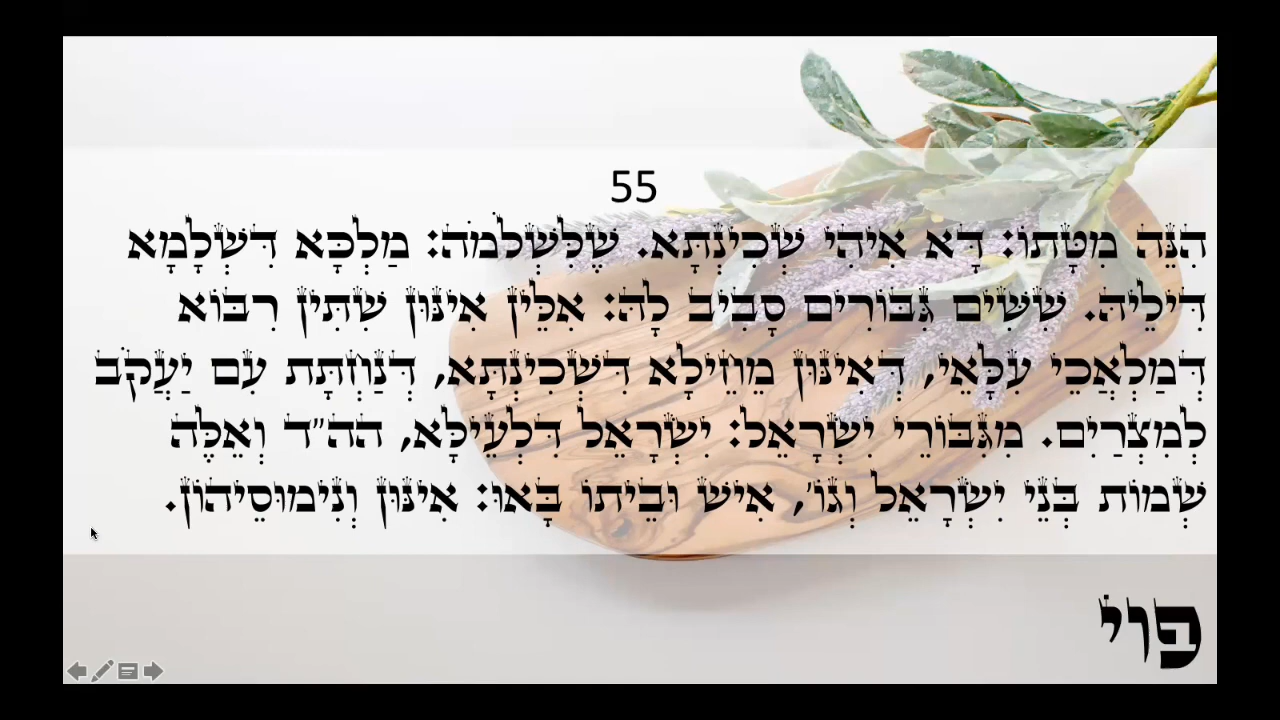 55
הִנֵּה מִטָּתוֹ: דָּא אִיהִי שְׁכִינְתָּא. שֶׁלִּשְׁלֹמֹה: מַלְכָּא דִּשְׁלָמָא
דִּילֵיהּ. שִׁשִּׁים גִּבּוֹרִים סָבִיב לָהּ: אִלֵּין אִינּוּן שִׁתִּין רִבּוֹא
דְּמַלְאֲכֵי עִלָּאֵי, דְּאִינּוּן מֵחֵילָא דִּשְׁכִינְתָּא, דְּנַחְתָּת עִם יַעֲקֹב
לְמִצְרַיִם. מִגִּבּוֹרֵי יִשְׂרָאֵל: יִשְׂרָאֵל דִּלְעֵילָּא, הה״ד וְאֵלֶּה
שְׁמוֹת בְּנֵי יִשְׂרָאֵל וְגוֹ', אִישׁ וּבֵיתוֹ בָּאוּ: אִינּוּן וְנִימוּסֵיהוֹן.
פוי